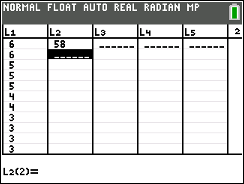 NORMAL FLOAT AUTO REAL RADIAN MP
L1 L2 L3 L4 L5 2
6 58 ------ ------ ------
6 ------
5
5
5
5
4
4
3
3
3
L2(2)=